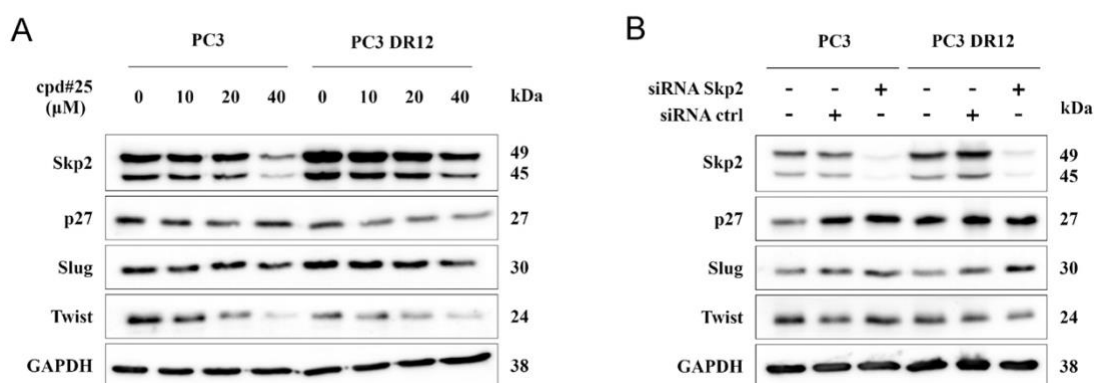 A
PC3 PC3 DR12
cpd#25 (µM) 0 10 20 40 0 10 20 40 kDa
Skp2 49
45
p27 27
Slug 30
Twist 24
GAPDH 38
B
PC3 PC3 DR12
siRNA Skp2 - - + - - +
siRNA ctrl - + - - + - kDa
Skp2 49
45
p27 27
Slug 30
Twist 24
GAPDH 38